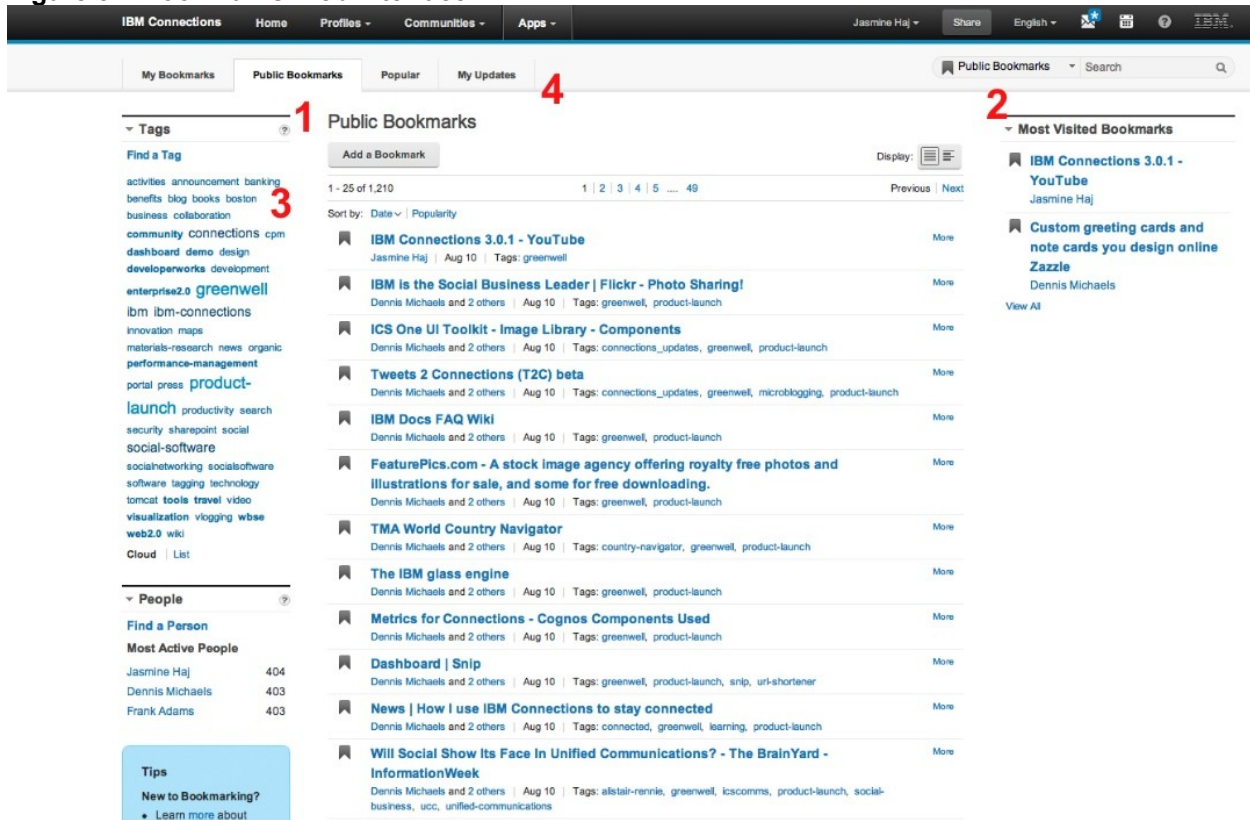 IBM Connections Home Profiles Communities Apps Jasmine Haj Share English IBM
My Bookmarks Public Bookmarks Popular My Updates 4 Public Bookmarks Search
1
2
3
Tags ?
Find a Tag
activities announcement banking
benefits blog books boston
business collaboration
community connections cpm
dashboard demo design
developerworks development
enterprise2.0 greenwell
ibm ibm-connections
innovation maps
materials-research news organic
performance-management
portal press product-
launch productivity search
security sharepoint social
social-software
socialnetworking socialsoftware
software tagging technology
tomcat tools travel video
visualization vlogging wbse
web2.0 wiki
Cloud | List
People ?
Find a Person
Most Active People
Jasmine Haj 404
Dennis Michaels 403
Frank Adams 403
Tips
New to Bookmarking?
• Learn more about
Public Bookmarks
Add a Bookmark Display:
1 - 25 of 1,210 1 | 2 | 3 | 4 | 5 .... 49 Previous | Next
Sort by: Date | Popularity
IBM Connections 3.0.1 - YouTube More
Jasmine Haj | Aug 10 | Tags: greenwell
IBM is the Social Business Leader | Flickr - Photo Sharing! More
Dennis Michaels and 2 others | Aug 10 | Tags: greenwell, product-launch
ICS One UI Toolkit - Image Library - Components More
Dennis Michaels and 2 others | Aug 10 | Tags: connections_updates, greenwell, product-launch
Tweets 2 Connections (T2C) beta More
Dennis Michaels and 2 others | Aug 10 | Tags: connections_updates, greenwell, microblogging, product-launch
IBM Docs FAQ Wiki More
Dennis Michaels and 2 others | Aug 10 | Tags: greenwell, product-launch
FeaturePics.com - A stock image agency offering royalty free photos and More
illustrations for sale, and some for free downloading.
Dennis Michaels and 2 others | Aug 10 | Tags: greenwell, product-launch
TMA World Country Navigator More
Dennis Michaels and 2 others | Aug 10 | Tags: country-navigator, greenwell, product-launch
The IBM glass engine More
Dennis Michaels and 2 others | Aug 10 | Tags: greenwell, product-launch
Metrics for Connections - Cognos Components Used More
Dennis Michaels and 2 others | Aug 10 | Tags: greenwell, product-launch
Dashboard | Snip More
Dennis Michaels and 2 others | Aug 10 | Tags: greenwell, product-launch, snip, url-shortener
News | How I use IBM Connections to stay connected More
Dennis Michaels and 2 others | Aug 10 | Tags: connected, greenwell, learning, product-launch
Will Social Show Its Face In Unified Communications? - The BrainYard - More
InformationWeek
Dennis Michaels and 2 others | Aug 10 | Tags: alistair-rennie, greenwell, icscomms, product-launch, social-
business, ucc, unified-communications
Most Visited Bookmarks
IBM Connections 3.0.1 -
YouTube
Jasmine Haj
Custom greeting cards and
note cards you design online
Zazzle
Dennis Michaels
View All